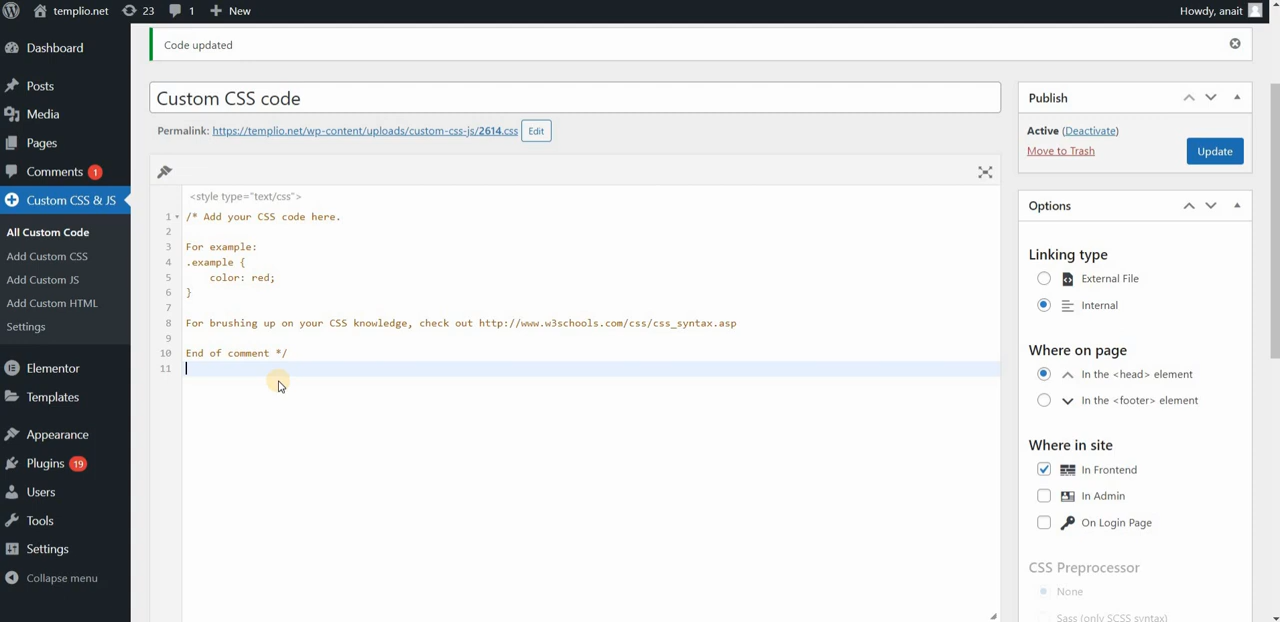 templio.net 23 1 New Howdy, anait
Dashboard
Posts
Media
Pages
Comments 1
Custom CSS & JS
All Custom Code
Add Custom CSS
Add Custom JS
Add Custom HTML
Settings
Elementor
Templates
Appearance
Plugins 19
Users
Tools
Settings
Collapse menu
Code updated
Custom CSS code
Permalink: https://templio.net/wp-content/uploads/custom-css-js/2614.css Edit
<style type="text/css">
1 /* Add your CSS code here.
2
3 For example:
4 .example {
5 color: red;
6 }
7
8 For brushing up on your CSS knowledge, check out http://www.w3schools.com/css/css_syntax.asp
9
10 End of comment */
11
Publish
Active (Deactivate)
Move to Trash
Update
Options
Linking type
External File
Internal
Where on page
In the <head> element
In the <footer> element
Where in site
In Frontend
In Admin
On Login Page
CSS Preprocessor
None
Sass (only SCSS syntax)